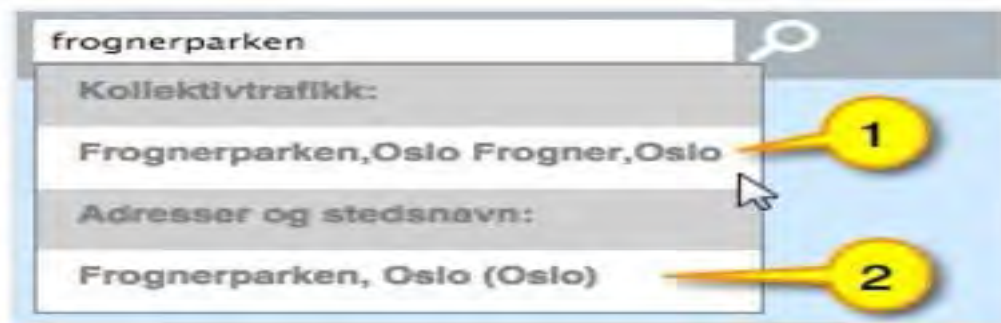 frognerparken
Kollektivtrafikk:
Frognerparken,Oslo Frogner,Oslo
1
Adresser og stedsnavn:
Frognerparken, Oslo (Oslo)
2